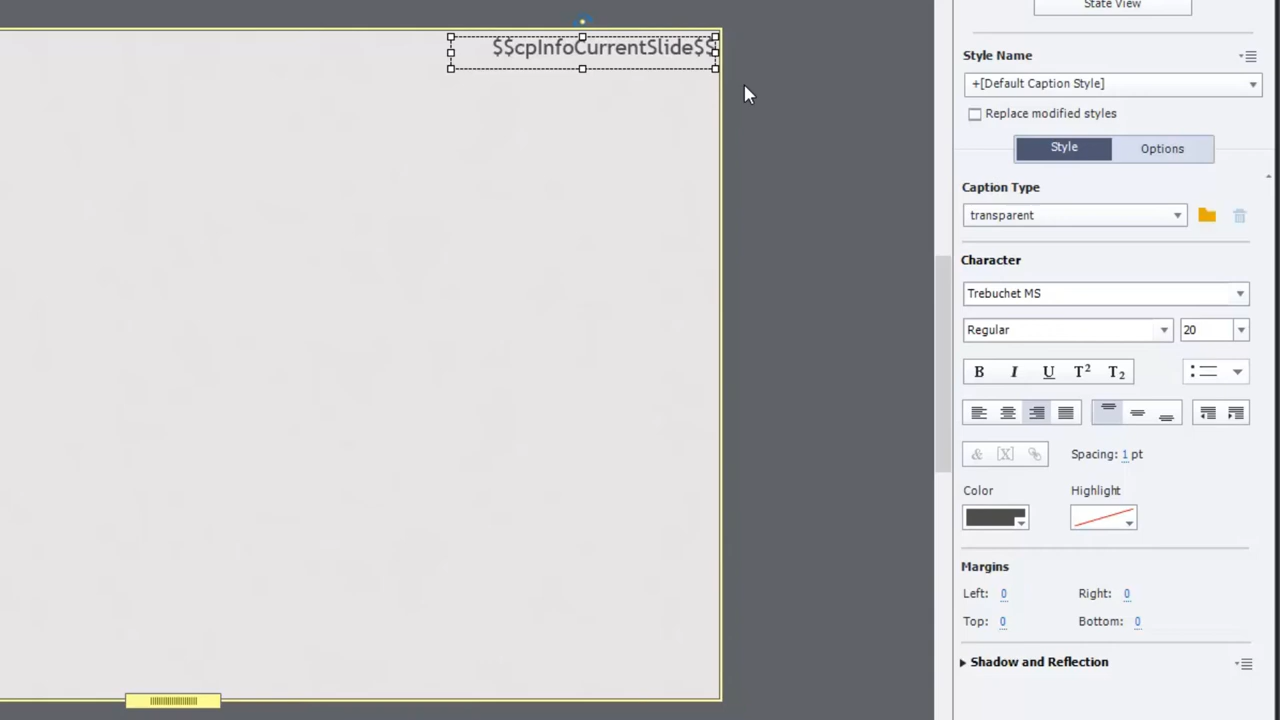 State View
$$cpInfoCurrentSlide$$
Style Name
+[Default Caption Style]
Replace modified styles
Style
Options
Caption Type
transparent
Character
Trebuchet MS
Regular
20
B I U T2 T2
& [X]
Spacing: 1 pt
Color
Highlight
Margins
Left: 0
Right: 0
Top: 0
Bottom: 0
Shadow and Reflection